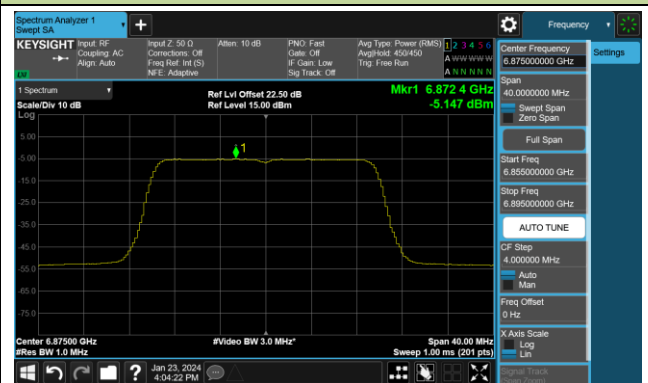 Spectrum Analyzer 1
Swept SA
Frequency
KEYSIGHT
Input: RF
Coupling: AC
Align: Auto
Input Z: 50 Ω
Corrections: Off
Freq Ref: Int (S)
NFE: Adaptive
Atten: 10 dB
PNO: Fast
Gate: Off
IF Gain: Low
Sig Track: Off
Avg Type: Power (RMS)
Avg|Hold: 450/450
Trig: Free Run
1 2 3 4 5 6
A W W W W W
A N N N N N
1 Spectrum
Scale/Div 10 dB
Log
Ref Lvl Offset 22.50 dB
Ref Level 15.00 dBm
Mkr1 6.872 4 GHz
-5.147 dBm
1
5.00
-5.00
-15.0
-25.0
-35.0
-45.0
-55.0
-65.0
-75.0
Center 6.87500 GHz
#Res BW 1.0 MHz
#Video BW 3.0 MHz*
Span 40.00 MHz
Sweep 1.00 ms (201 pts)
Jan 23, 2024
4:04:22 PM
Center Frequency
6.875000000 GHz
Settings
Span
40.0000000 MHz
Swept Span
Zero Span
Full Span
Start Freq
6.855000000 GHz
Stop Freq
6.895000000 GHz
AUTO TUNE
CF Step
4.000000 MHz
Auto
Man
Freq Offset
0 Hz
X Axis Scale
Log
Lin
Signal Track
(Span Zoom)